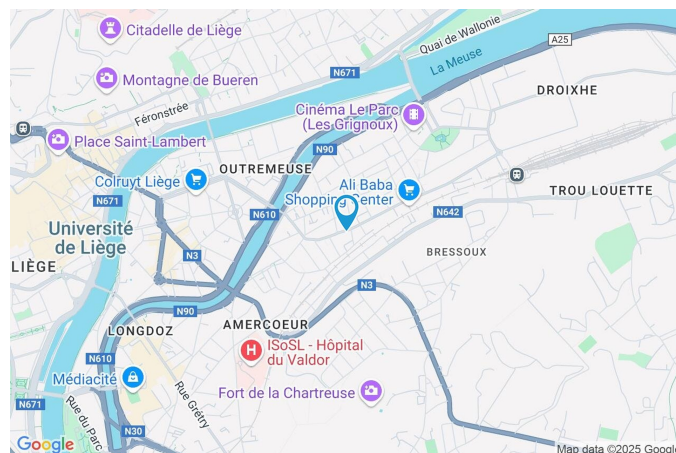 Citadelle de Liège
Quai de Wallonie
A25
La Meuse
N671
Montagne de Bueren
DROIXHE
Féronstrée
Cinéma Le Parc
(Les Grignoux)
Place Saint-Lambert
N90
OUTREMEUSE
Colruyt Liège
Ali Baba
Shopping Center
TROU LOUETTE
N671
N610
N642
Université
de Liège
BRESSOUX
N3
LIÈGE
N3
N90
AMERCOEUR
LONGDOZ
ISoSL - Hôpital
du Valdor
N610
Médiacité
Rue Grétry
Fort de la Chartreuse
N671
Rue du Parc
N30
Google
Map data ©2025 Google